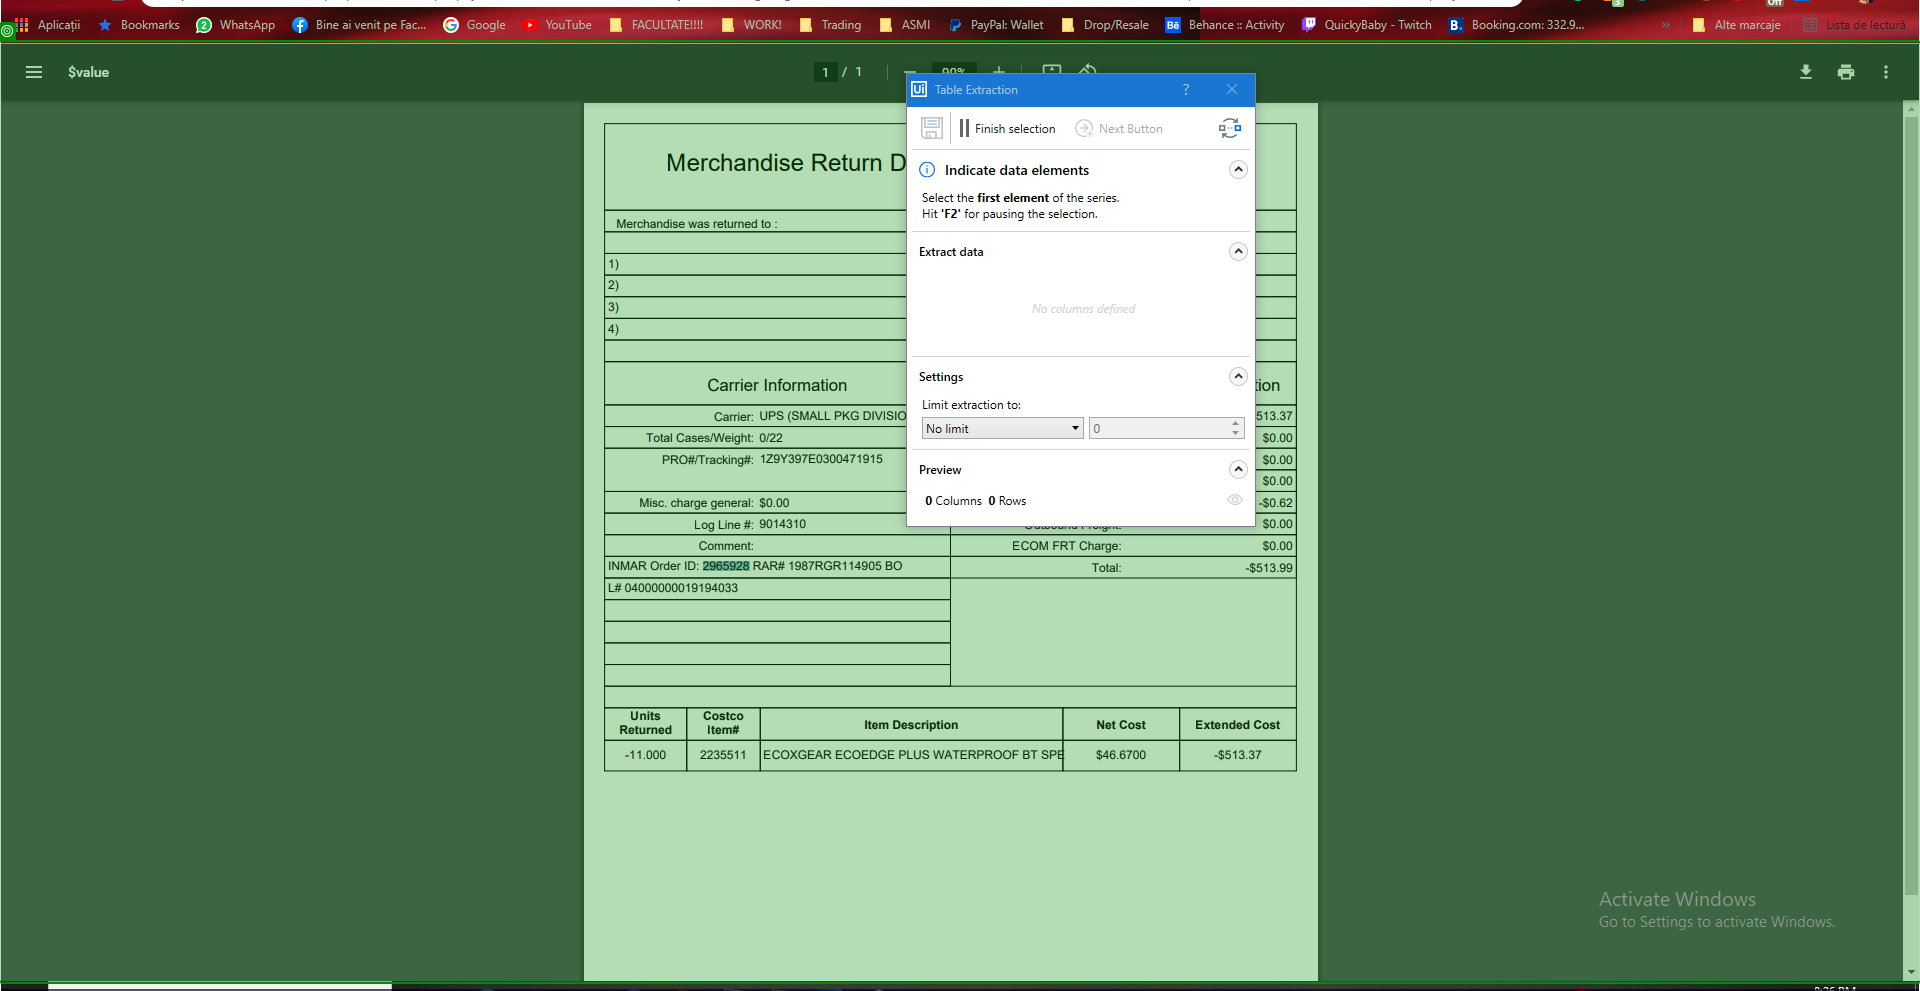 Aplicații Bookmarks WhatsApp Bine ai venit pe Fac... Google YouTube FACULTATE!!!! WORK! Trading ASMI PayPal: Wallet Drop/Resale Behance :: Activity QuickyBaby - Twitch Booking.com: 332.9... » Alte marcaje Lista de lectură
$value 1 / 1 90%
Table Extraction ?
Finish selection Next Button
Indicate data elements
Select the first element of the series.
Hit 'F2' for pausing the selection.
Extract data
No columns defined
Settings
Limit extraction to:
No limit 0
Preview
0 Columns 0 Rows
Merchandise Return D
Merchandise was returned to :
1)
2)
3)
4)
Carrier Information tion
Carrier: UPS (SMALL PKG DIVISIO 513.37
Total Cases/Weight: 0/22 $0.00
PRO#/Tracking#: 1Z9Y397E0300471915 $0.00
$0.00
Misc. charge general: $0.00 -$0.62
Log Line #: 9014310 Outbound Freight: $0.00
Comment: ECOM FRT Charge: $0.00
INMAR Order ID: 2965928 RAR# 1987RGR114905 BO Total: -$513.99
L# 04000000019194033
Units Returned Costco Item# Item Description Net Cost Extended Cost
-11.000 2235511 ECOXGEAR ECOEDGE PLUS WATERPROOF BT SPE $46.6700 -$513.37
Activate Windows
Go to Settings to activate Windows.